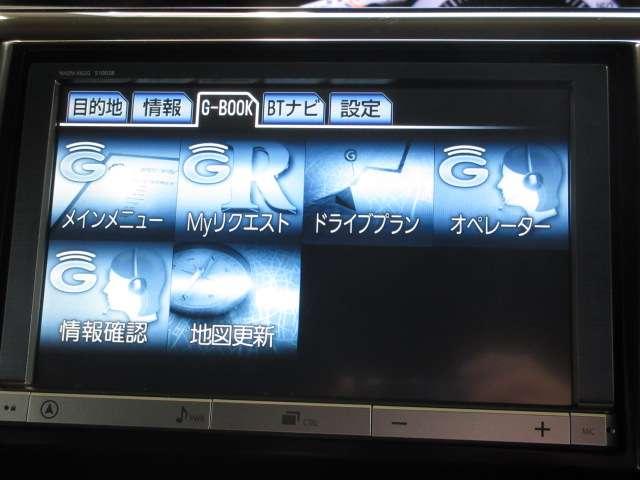 目的地 情報 G-BOOK BTナビ 設定
G G R G G
メインメニュー Myリクエスト ドライブプラン オペレーター
G
情報確認 地図更新
PWR CTRL − + MIC